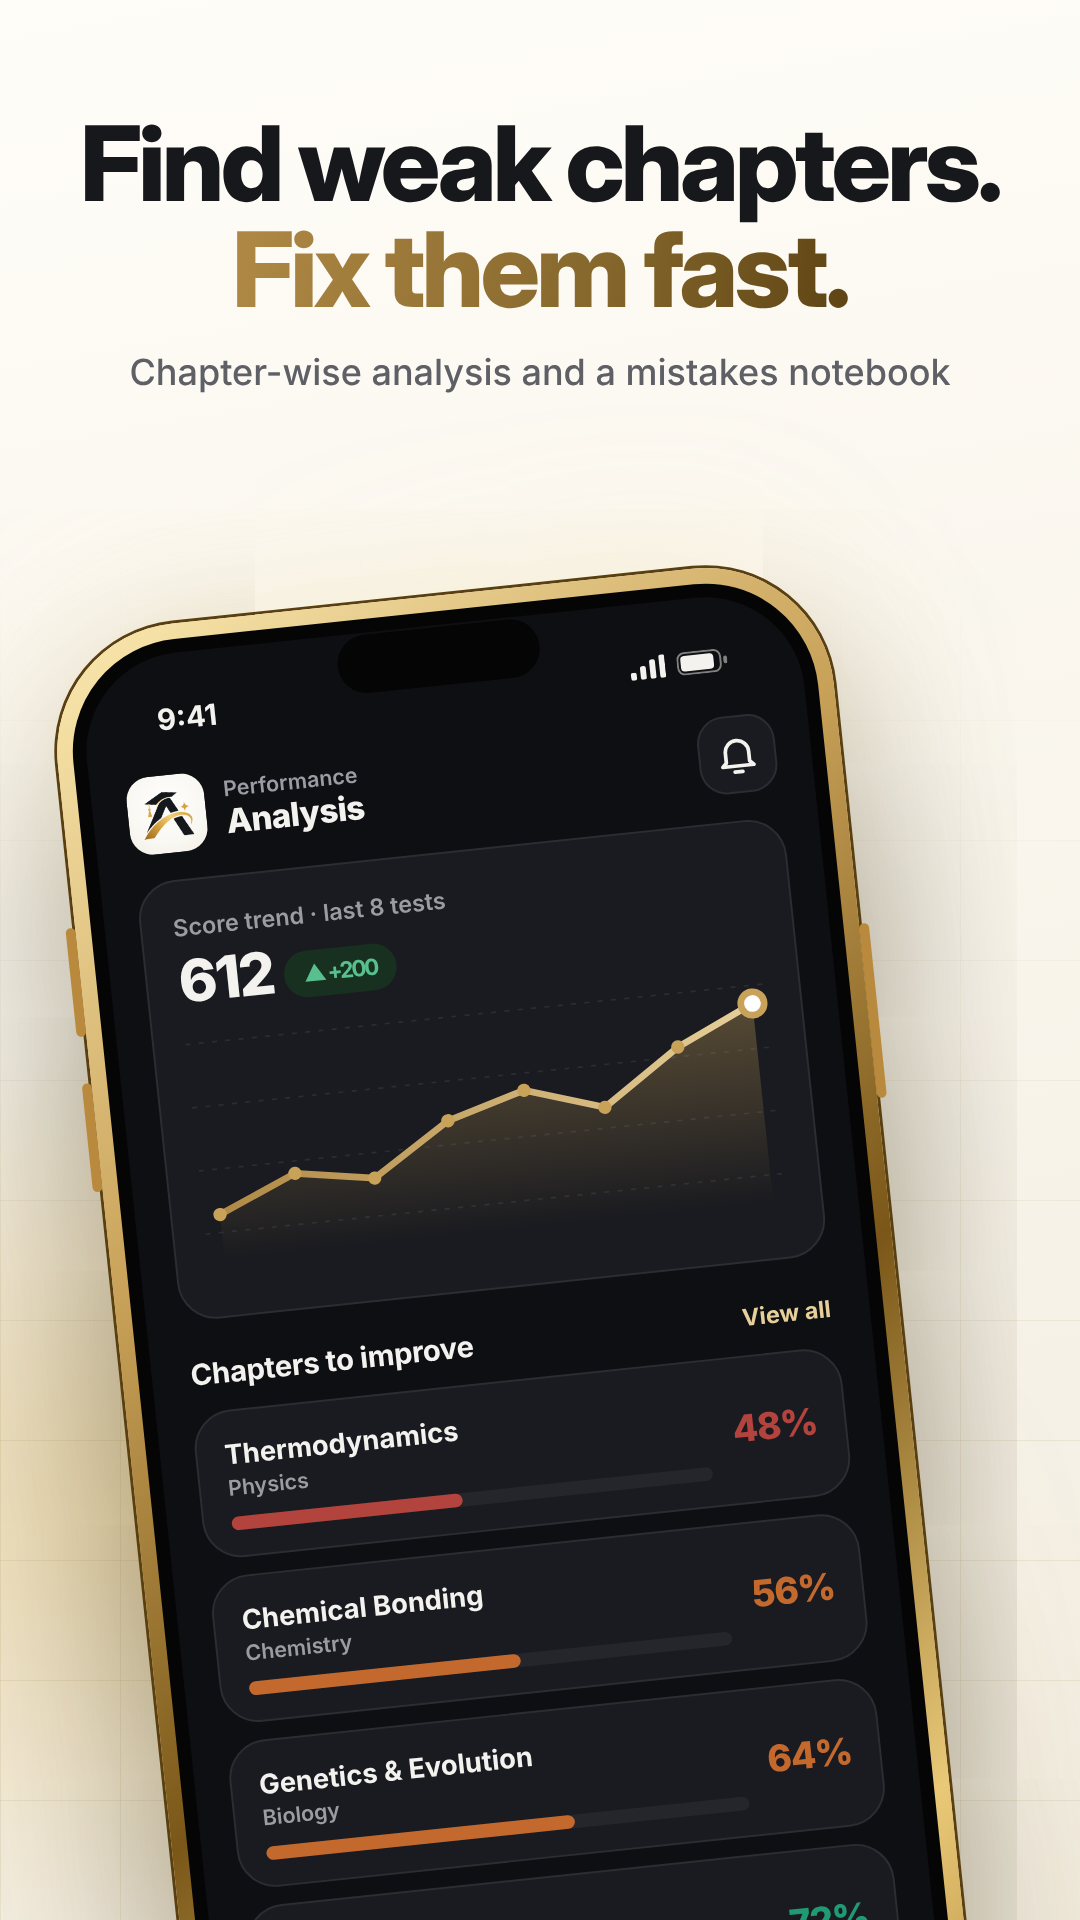 Find weak chapters.
Fix them fast.
Chapter-wise analysis and a mistakes notebook
9:41
Performance
Analysis
Score trend · last 8 tests
612 ▲+200
Chapters to improve
View all
Thermodynamics
48%
Physics
Chemical Bonding
56%
Chemistry
Genetics & Evolution
64%
Biology
72%